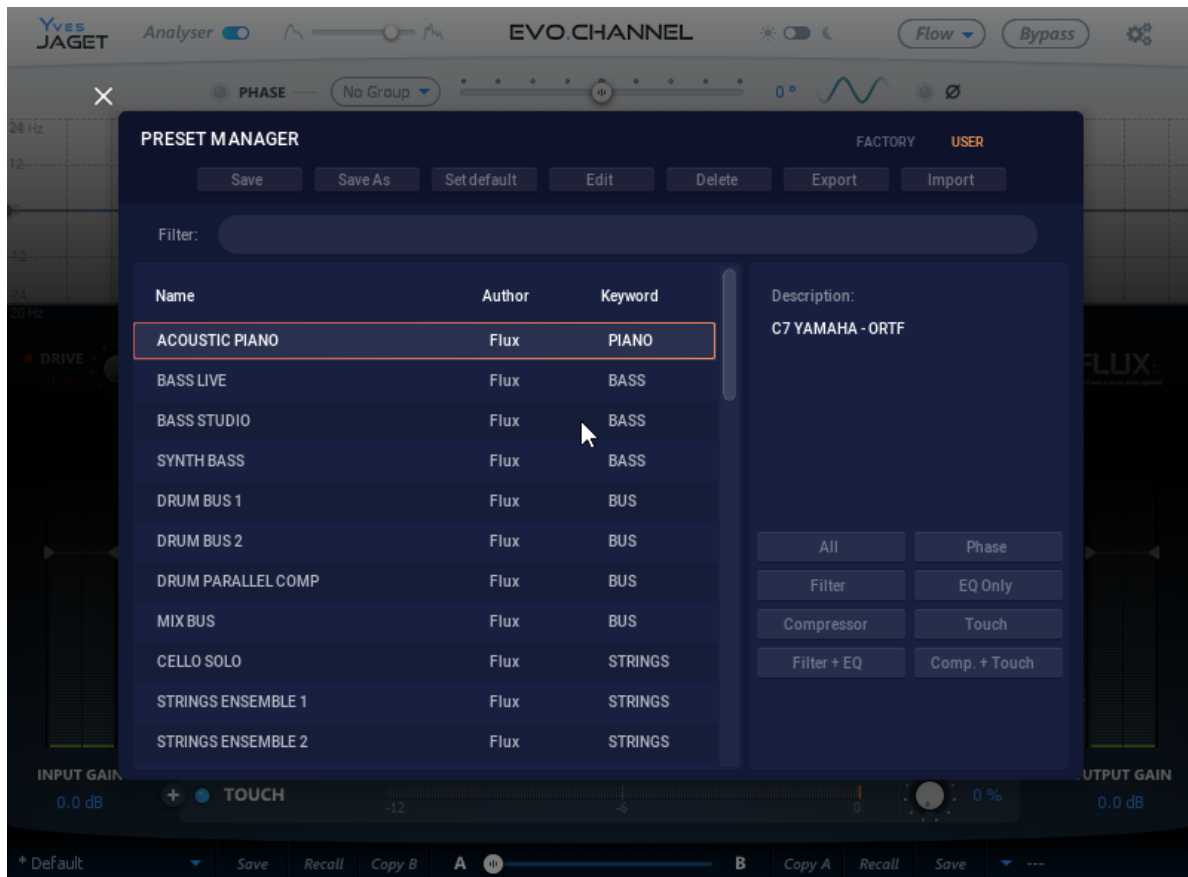 YVES JAGET Analyser EVO.CHANNEL Flow Bypass
PHASE No Group 0 ° Ø
Hz
12
0
-12
24
20 Hz
PRESET MANAGER FACTORY USER
Save Save As Set default Edit Delete Export Import
Filter:
Name Author Keyword
ACOUSTIC PIANO Flux PIANO
BASS LIVE Flux BASS
BASS STUDIO Flux BASS
SYNTH BASS Flux BASS
DRUM BUS 1 Flux BUS
DRUM BUS 2 Flux BUS
DRUM PARALLEL COMP Flux BUS
MIX BUS Flux BUS
CELLO SOLO Flux STRINGS
STRINGS ENSEMBLE 1 Flux STRINGS
STRINGS ENSEMBLE 2 Flux STRINGS
Description:
C7 YAMAHA - ORTF
All Phase
Filter EQ Only
Compressor Touch
Filter + EQ Comp. + Touch
DRIVE
0 %
FLUX::
INPUT GAIN
0.0 dB
+ TOUCH -12 -6 0 0 %
UTPUT GAIN
0.0 dB
* Default Save Recall Copy B A B Copy A Recall Save ---